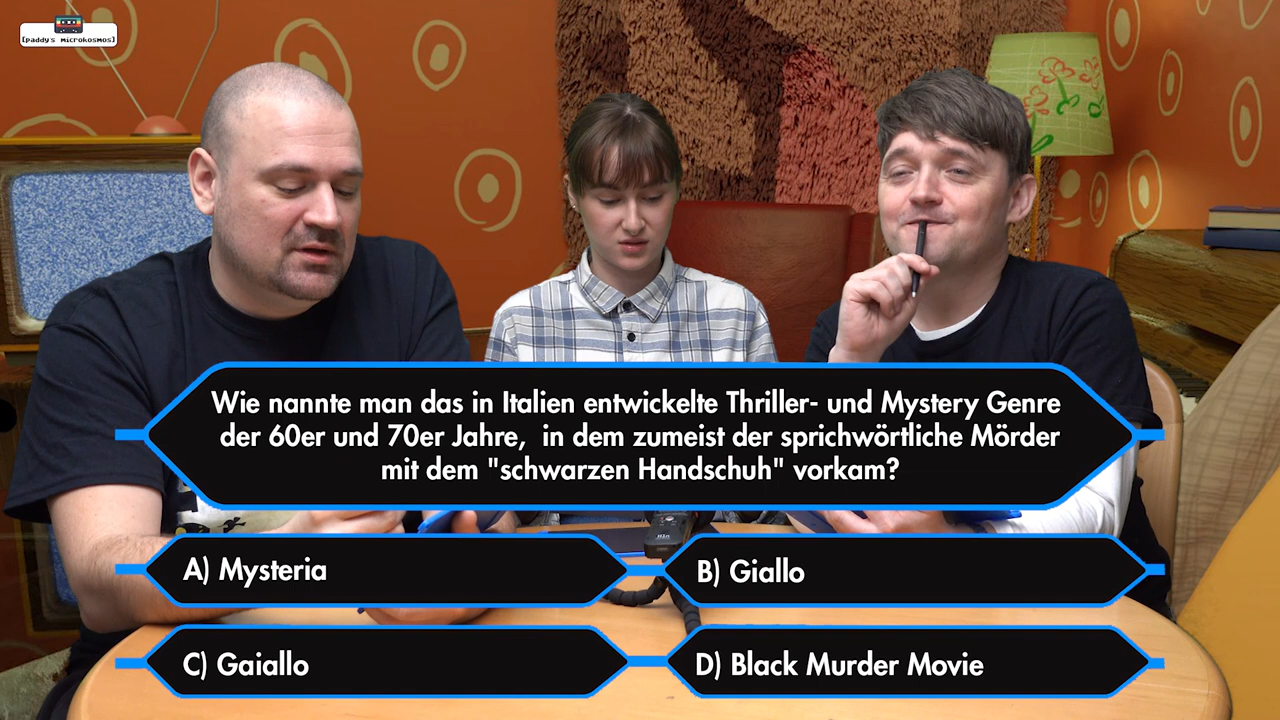 [paddy's microkosmos]
Wie nannte man das in Italien entwickelte Thriller- und Mystery Genre
der 60er und 70er Jahre, in dem zumeist der sprichwörtliche Mörder
mit dem "schwarzen Handschuh" vorkam?
A) Mysteria
B) Giallo
C) Gaiallo
D) Black Murder Movie